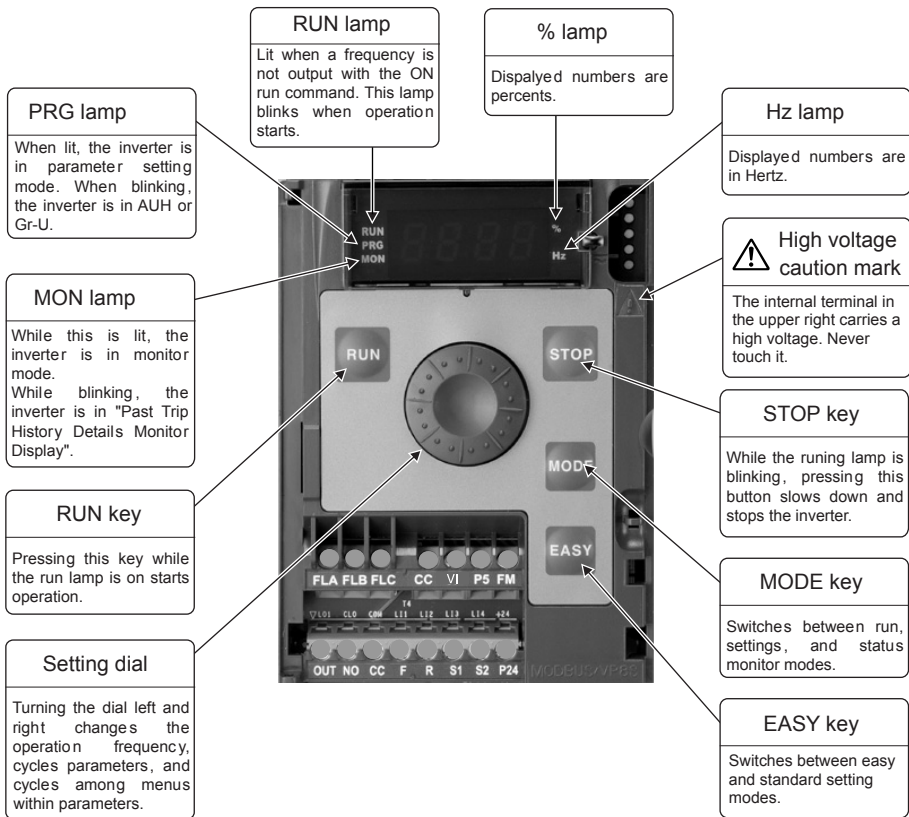 RUN lamp
Lit when a frequency is
not output with the ON
run command. This lamp
blinks when operation
starts.
% lamp
Dispalyed numbers are
percents.
PRG lamp
When lit, the inverter is
in parameter setting
mode. When blinking,
the inverter is in AUH or
Gr-U.
Hz lamp
Displayed numbers are
in Hertz.
High voltage
caution mark
The internal terminal in
the upper right carries a
high voltage. Never
touch it.
MON lamp
While this is lit, the
inverter is in monitor
mode.
While blinking, the
inverter is in "Past Trip
History Details Monitor
Display".
RUN
PRG
MON
%
Hz
RUN
STOP
MODE
EASY
STOP key
While the runing lamp is
blinking, pressing this
button slows down and
stops the inverter.
RUN key
Pressing this key while
the run lamp is on starts
operation.
MODE key
Switches between run,
settings, and status
monitor modes.
Setting dial
Turning the dial left and
right changes the
operation frequency,
cycles parameters, and
cycles among menus
within parameters.
EASY key
Switches between easy
and standard setting
modes.
FLA FLB FLC CC VI P5 FM
T4
LO1 CLO COM LI1 LI2 LI3 LI4 +24
OUT NO CC F R S1 S2 P24